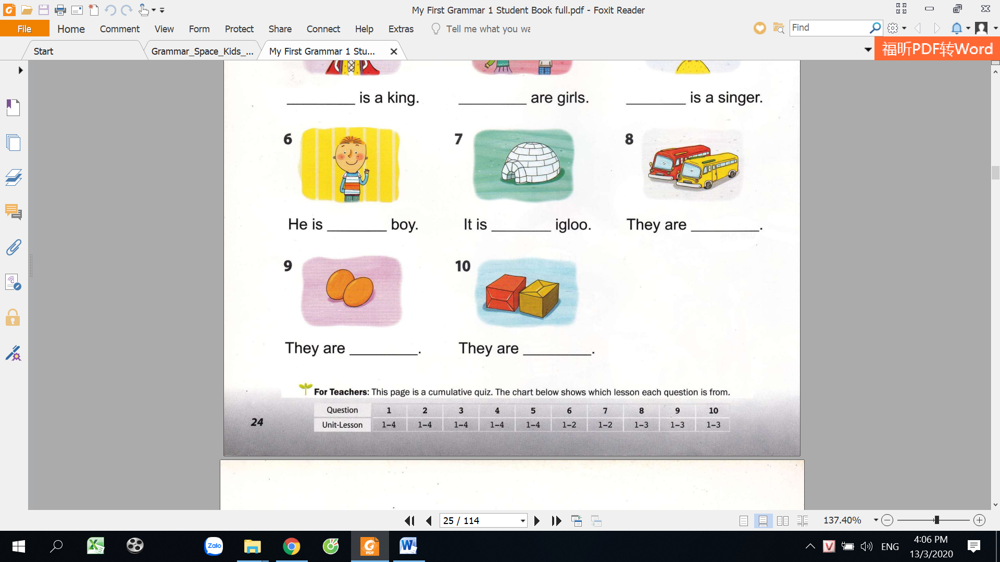 My First Grammar 1 Student Book full.pdf - Foxit Reader
File Home Comment View Form Protect Share Connect Help Extras Tell me what you wa
Find
Start Grammar_Space_Kids_... My First Grammar 1 Stu...
福昕PDF转Word
_________ is a king. _________ are girls. ________ is a singer.
6 7 8
He is ________ boy. It is ________ igloo. They are _________.
9 10
They are _________. They are _________.
For Teachers: This page is a cumulative quiz. The chart below shows which lesson each question is from.
Question 1 2 3 4 5 6 7 8 9 10
Unit-Lesson 1–4 1–4 1–4 1–4 1–4 1–2 1–2 1–3 1–3 1–3
24
25 / 114
137.40%
Zalo
PDF
ENG
4:06 PM
13/3/2020